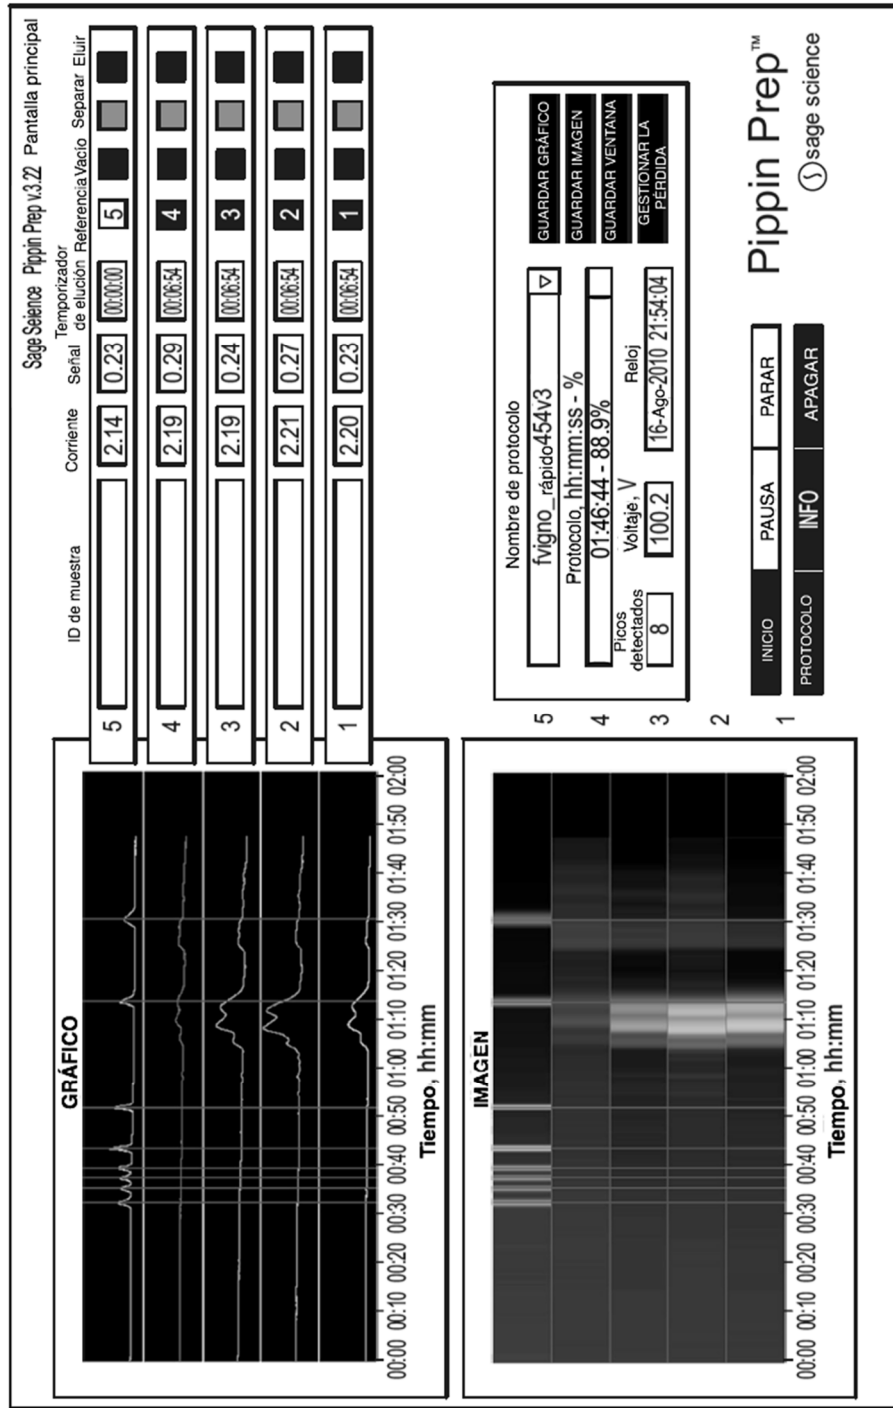 Sage Seience Pippin Prep v.3.22 Pantalla principal
GRÁFICO
00:00 00:10 00:20 00:30 00:40 00:50 01:00 01:10 01:20 01:30 01:40 01:50 02:00
Tiempo, hh:mm
ID de muestra
Corriente
Señal
Temporizador
de elución
Referencia
Vacío
Separar
Eluir
5 2.14 0.23 00:00:00 5
4 2.19 0.29 00:06:54 4
3 2.19 0.24 00:06:54 3
2 2.21 0.27 00:06:54 2
1 2.20 0.23 00:06:54 1
IMAGEN
5
4
3
2
1
00:00 00:10 00:20 00:30 00:40 00:50 01:00 01:10 01:20 01:30 01:40 01:50 02:00
Tiempo, hh:mm
Nombre de protocolo
fvigno_rápido454v3
Protocolo, hh:mm:ss - %
01:46:44 - 88.9%
Picos
detectados
Voltaje, V
Reloj
8
100.2
16-Ago-2010 21:54:04
GUARDAR GRÁFICO
GUARDAR IMAGEN
GUARDAR VENTANA
GESTIONAR LA
PÉRDIDA
INICIO PAUSA PARAR
PROTOCOLO INFO APAGAR
Pippin Prep™
sage science